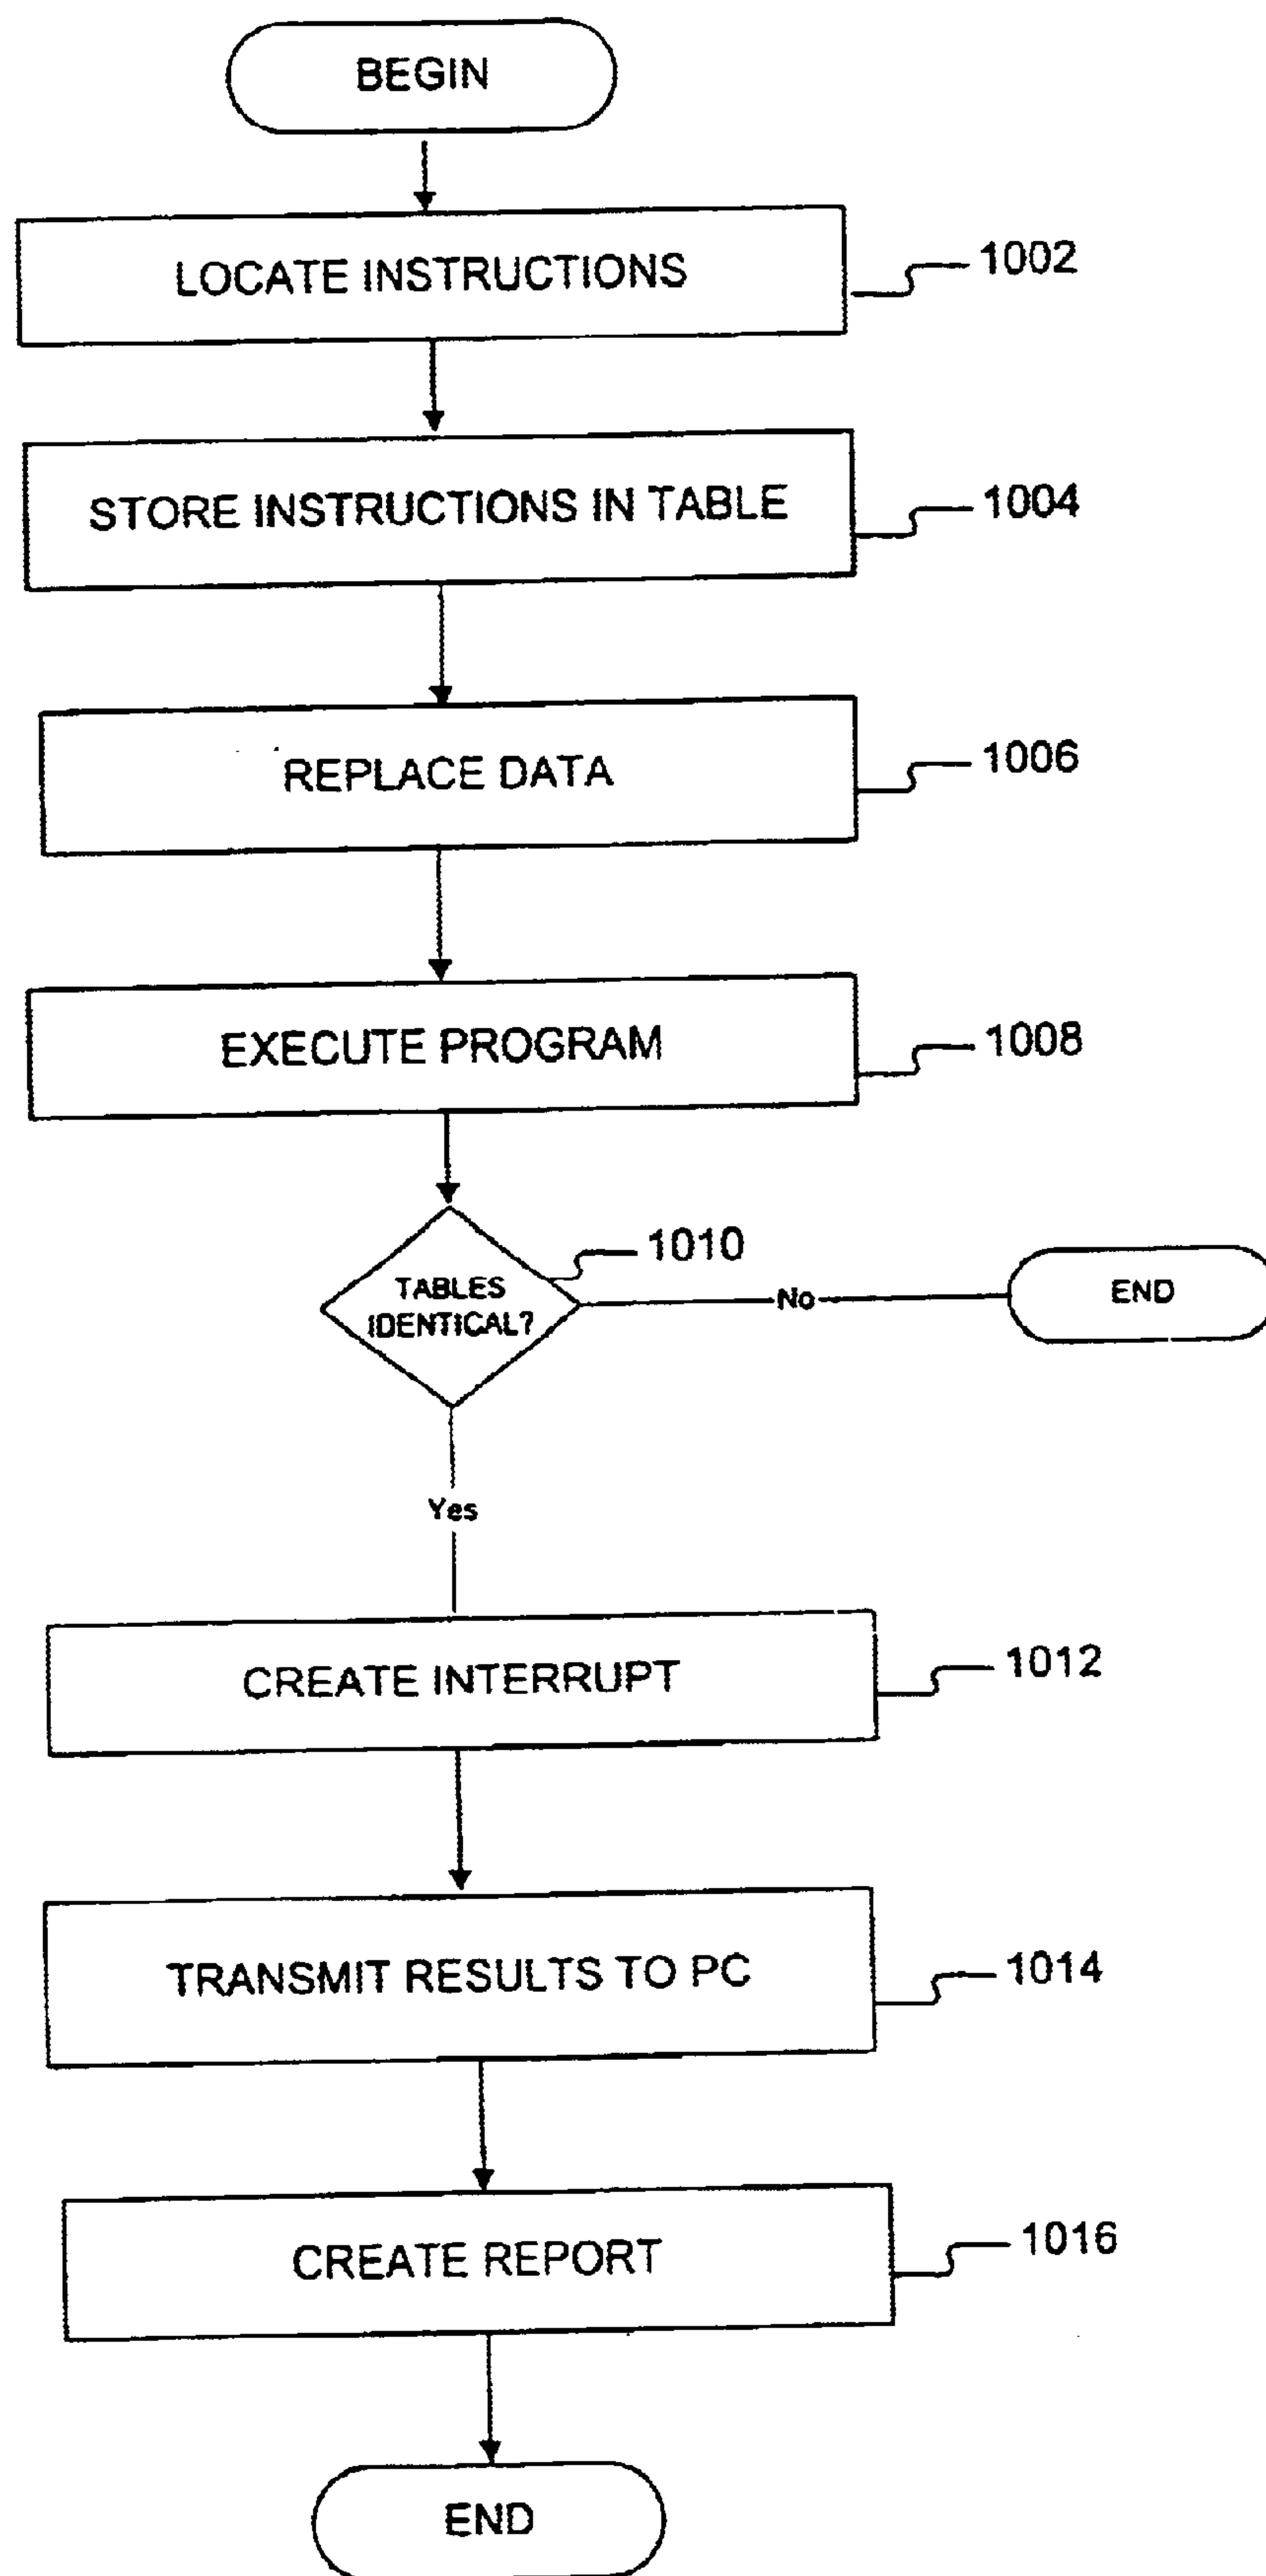 BEGIN
LOCATE INSTRUCTIONS
1002
STORE INSTRUCTIONS IN TABLE
1004
REPLACE DATA
1006
EXECUTE PROGRAM
1008
TABLES
IDENTICAL?
1010
No
END
Yes
CREATE INTERRUPT
1012
TRANSMIT RESULTS TO PC
1014
CREATE REPORT
1016
END